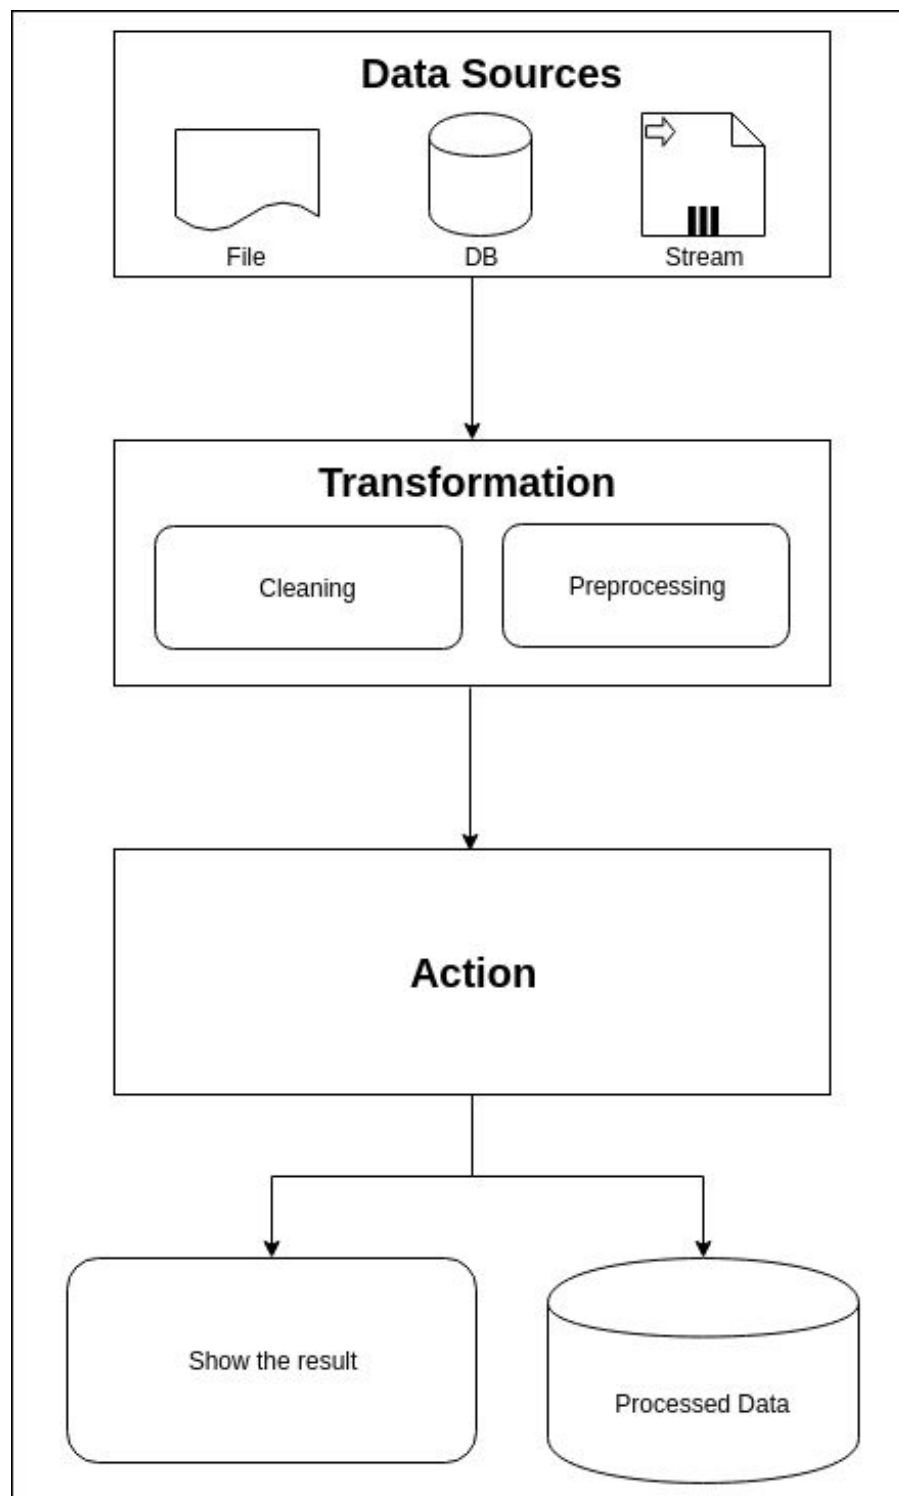 Data Sources
File
DB
Stream
Transformation
Cleaning
Preprocessing
Action
Show the result
Processed Data